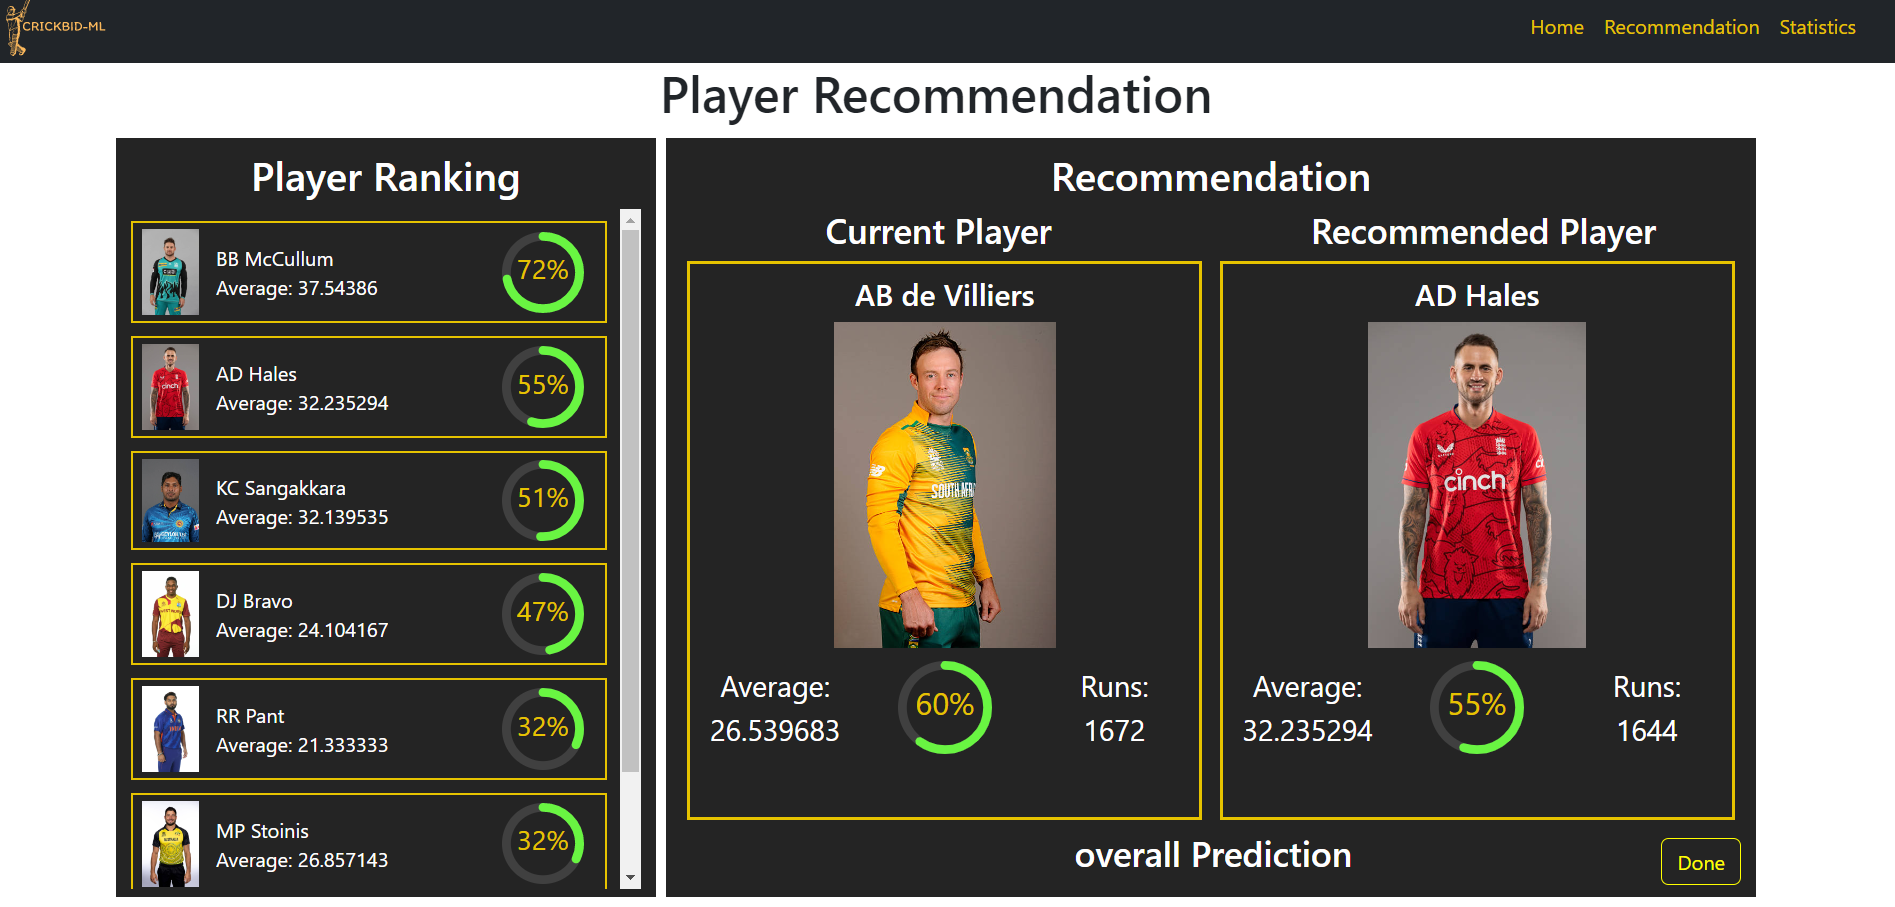 CRICKBID-ML
Home Recommendation Statistics
Player Recommendation
Player Ranking
BB McCullum
Average: 37.54386
72%
AD Hales
Average: 32.235294
55%
KC Sangakkara
Average: 32.139535
51%
DJ Bravo
Average: 24.104167
47%
RR Pant
Average: 21.333333
32%
MP Stoinis
Average: 26.857143
32%
Recommendation
Current Player
AB de Villiers
SOUTH AFR
Average:
26.539683
60%
Runs:
1672
Recommended Player
AD Hales
cinch
Average:
32.235294
55%
Runs:
1644
overall Prediction
Done